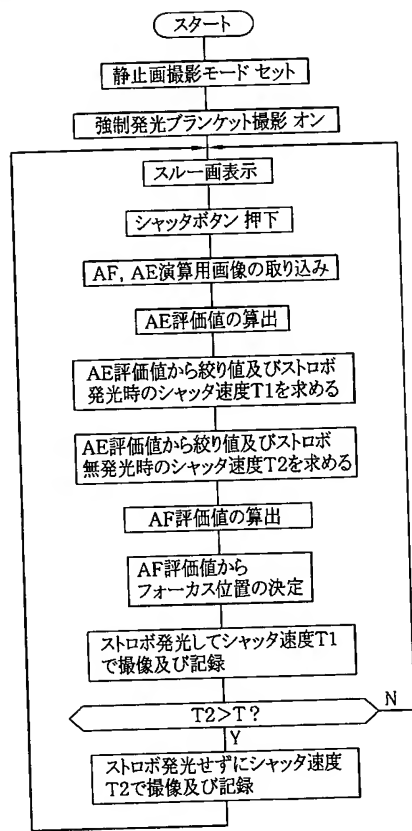 スタート
静止画撮影モード セット
強制発光ブランケット撮影 オン
スルー画表示
シャッタボタン 押下
AF, AE演算用画像の取り込み
AE評価値の算出
AE評価値から絞り値及びストロボ
発光時のシャッタ速度T1を求める
AE評価値から絞り値及びストロボ
無発光時のシャッタ速度T2を求める
AF評価値の算出
AF評価値から
フォーカス位置の決定
ストロボ発光してシャッタ速度T1
で撮像及び記録
T2>T?
N
Y
ストロボ発光せずにシャッタ速度
T2で撮像及び記録